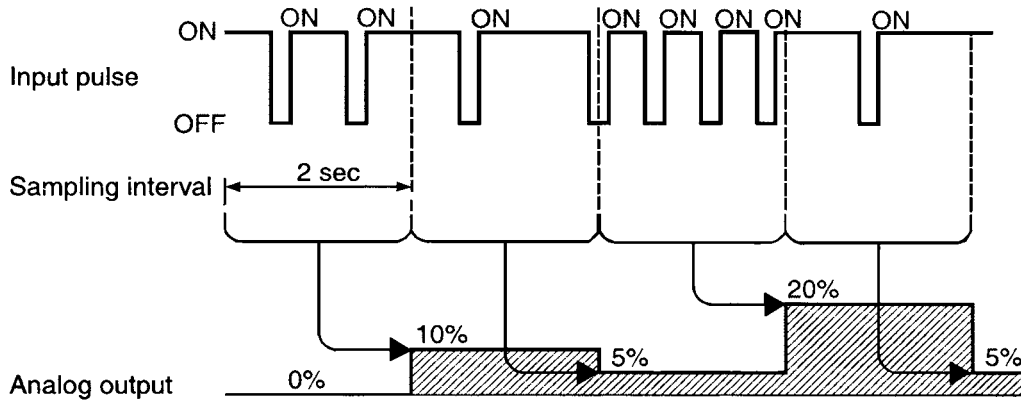 ON ON ON ON ON ON ON ON
ON
Input pulse
OFF
Sampling interval
2 sec
20%
10%
5%
5%
0%
Analog output